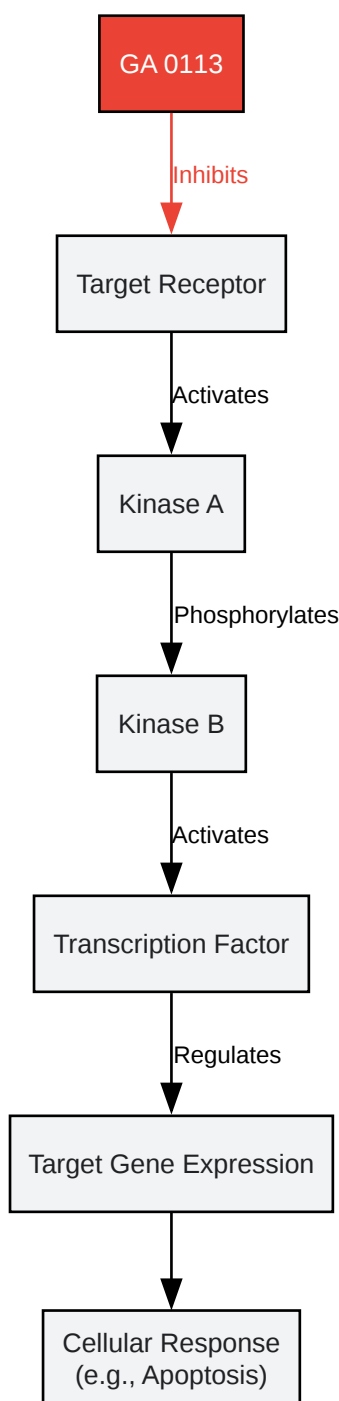 GA 0113
Inhibits
Target Receptor
Activates
Kinase A
Phosphorylates
Kinase B
Activates
Transcription Factor
Regulates
Target Gene Expression
Cellular Response
(e.g., Apoptosis)